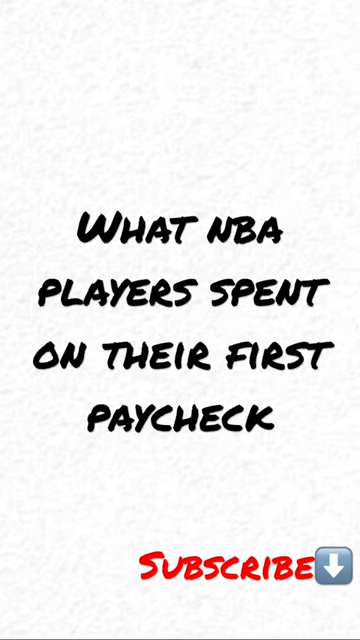 What nba
players spent
on their first
paycheck
Subscribe⬇️